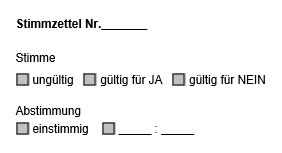 Stimmzettel Nr._______
Stimme
ungültig gültig für JA gültig für NEIN
Abstimmung
einstimmig _____ : _____